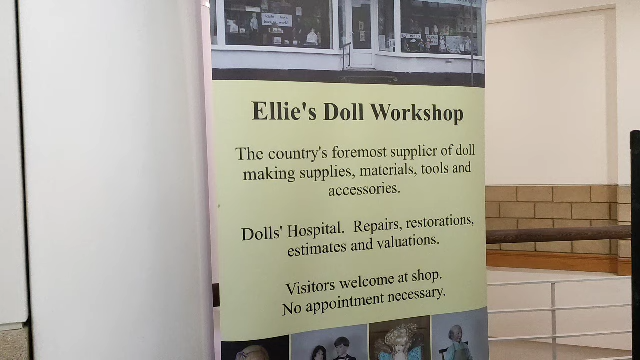 Ellie's Doll Workshop
The country's foremost supplier of doll
making supplies, materials, tools and
accessories.
Dolls' Hospital. Repairs, restorations,
estimates and valuations.
Visitors welcome at shop.
No appointment necessary.